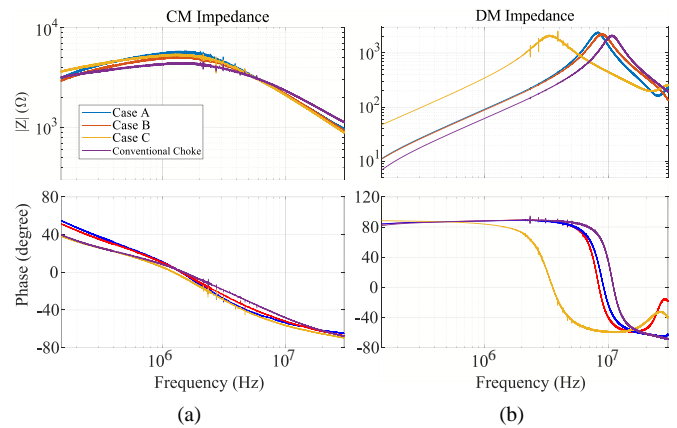 CM Impedance
DM Impedance
10^4
10^3
|Z| (Ω)
Case A
Case B
Case C
Conventional Choke
10^3
10^2
10^1
80
40
0
-40
-80
Phase (degree)
10^6
10^7
Frequency (Hz)
120
80
40
0
-40
-80
10^6
10^7
Frequency (Hz)
(a)
(b)